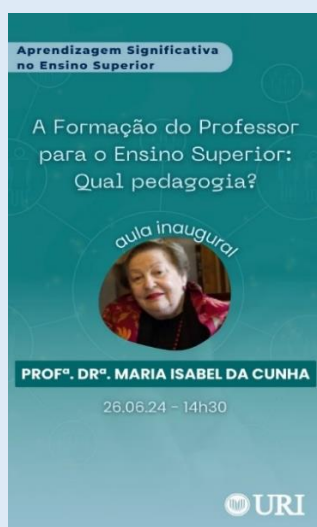 Aprendizagem Significativa
no Ensino Superior
A Formação do Professor
para o Ensino Superior:
Qual pedagogia?
aula inaugural
PROFª. DRª. MARIA ISABEL DA CUNHA
26.06.24 - 14h30
URI